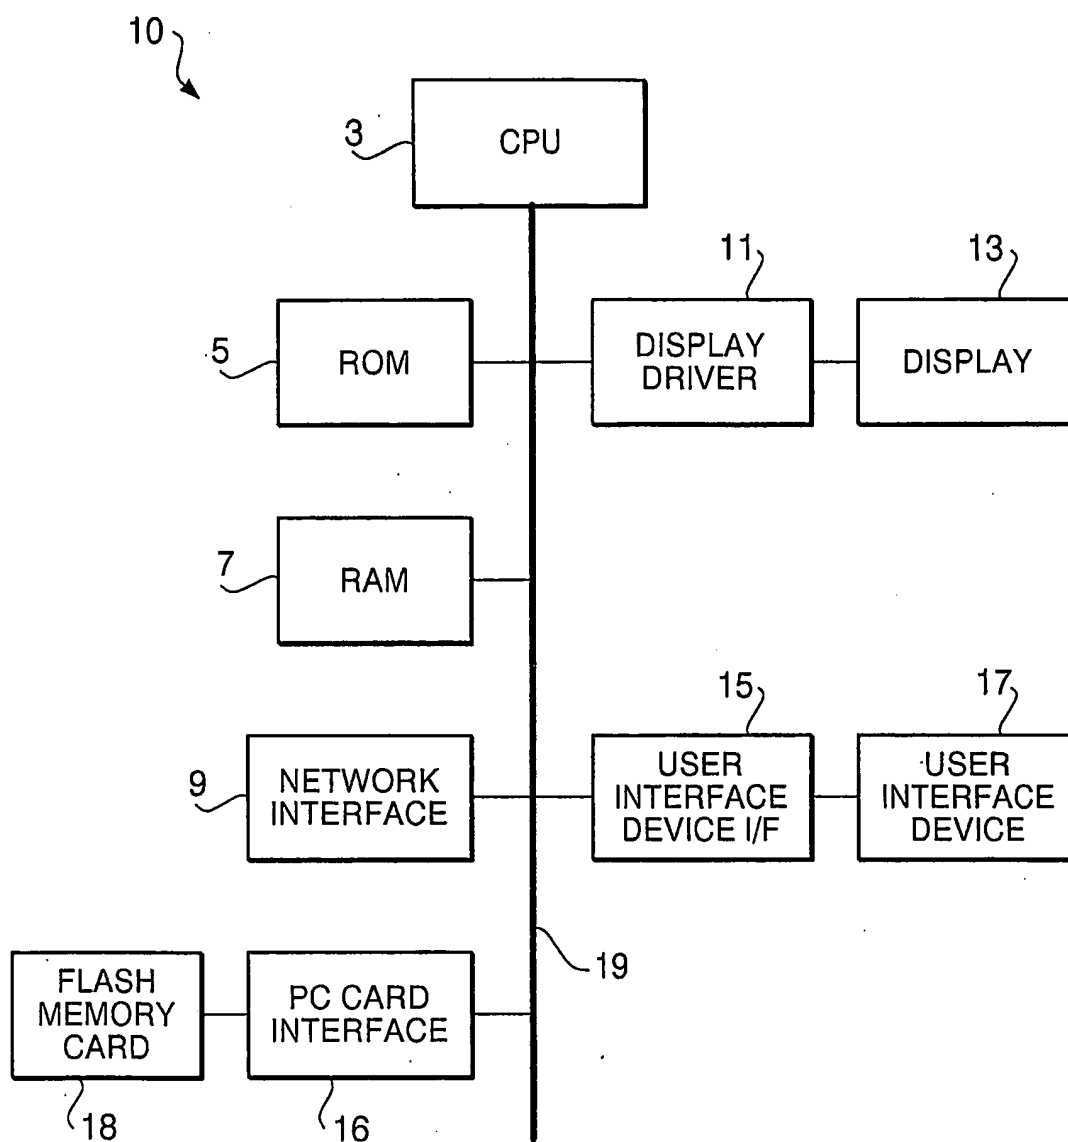 10
3
CPU
11
13
5
ROM
DISPLAY
DRIVER
DISPLAY
7
RAM
15
17
9
NETWORK
INTERFACE
USER
INTERFACE
DEVICE I/F
USER
INTERFACE
DEVICE
19
FLASH
MEMORY
CARD
PC CARD
INTERFACE
18
16